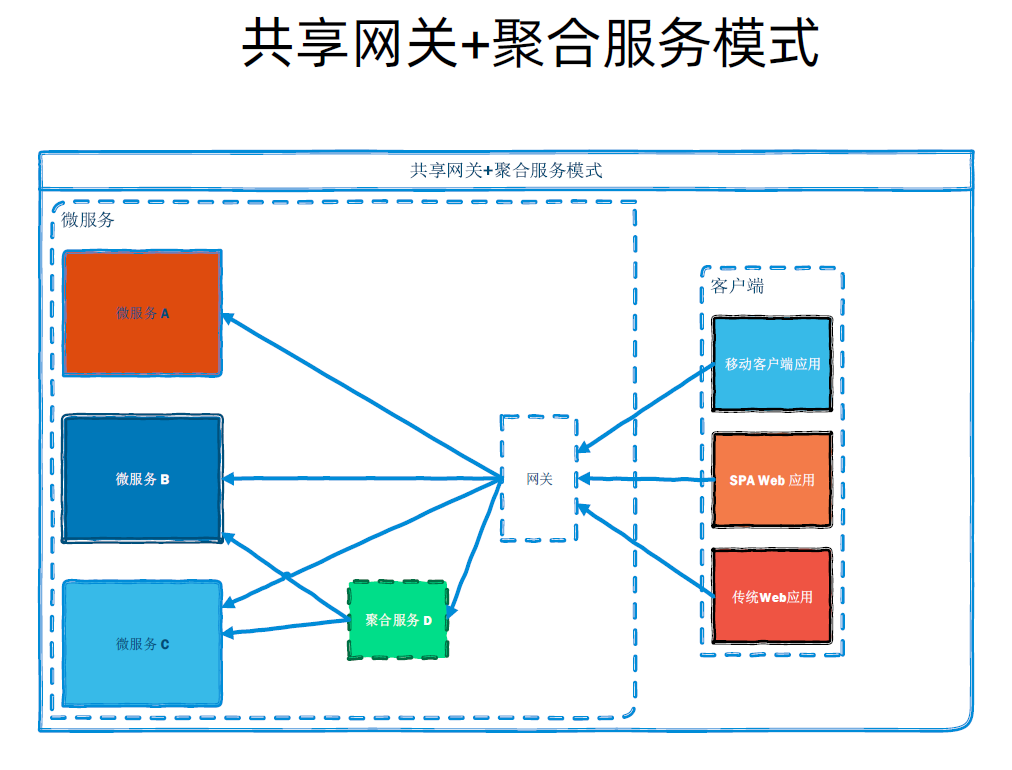 共享网关+聚合服务模式
共享网关+聚合服务模式
微服务
微服务 A
微服务 B
微服务 C
聚合服务 D
网关
客户端
移动客户端应用
SPA Web 应用
传统Web应用